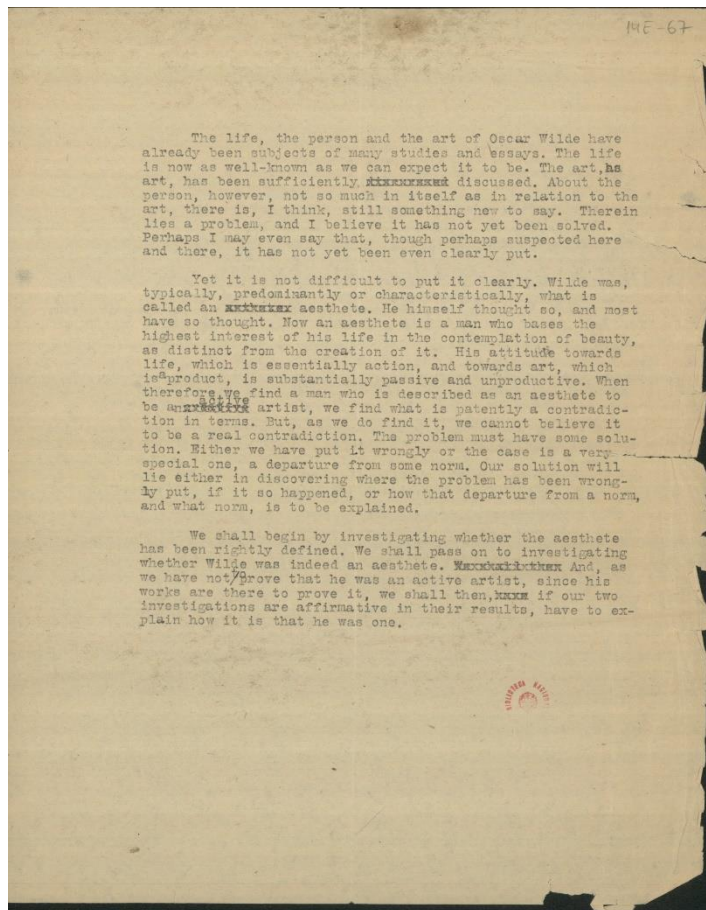 14E-67
The life, the person and the art of Oscar Wilde have
already been subjects of many studies and essays. The life
is now as well-known as we can expect it to be. The art, as
art, has been sufficiently discussed. About the
person, however, not so much in itself as in relation to the
art, there is, I think, still something new to say. Therein
lies a problem, and I believe it has not yet been solved.
Perhaps I may even say that, though perhaps suspected here
and there, it has not yet been even clearly put.
Yet it is not difficult to put it clearly. Wilde was,
typically, predominantly or characteristically, what is
called an aesthete. He himself thought so, and most
have so thought. Now an aesthete is a man who bases the
highest interest of his life in the contemplation of beauty,
as distinct from the creation of it. His attitude towards
life, which is essentially action, and towards art, which
is a product, is substantially passive and unproductive. When
therefore we find a man who is described as an aesthete to
be an active artist, we find what is patently a contradic-
tion in terms. But, as we do find it, we cannot believe it
to be a real contradiction. The problem must have some solu-
tion. Either we have put it wrongly or the case is a very
special one, a departure from some norm. Our solution will
lie either in discovering where the problem has been wrong-
ly put, if it so happened, or how that departure from a norm,
and what norm, is to be explained.
We shall begin by investigating whether the aesthete
has been rightly defined. We shall pass on to investigating
whether Wilde was indeed an aesthete. And, as
we have not to prove that he was an active artist, since his
works are there to prove it, we shall then, if our two
investigations are affirmative in their results, have to ex-
plain how it is that he was one.